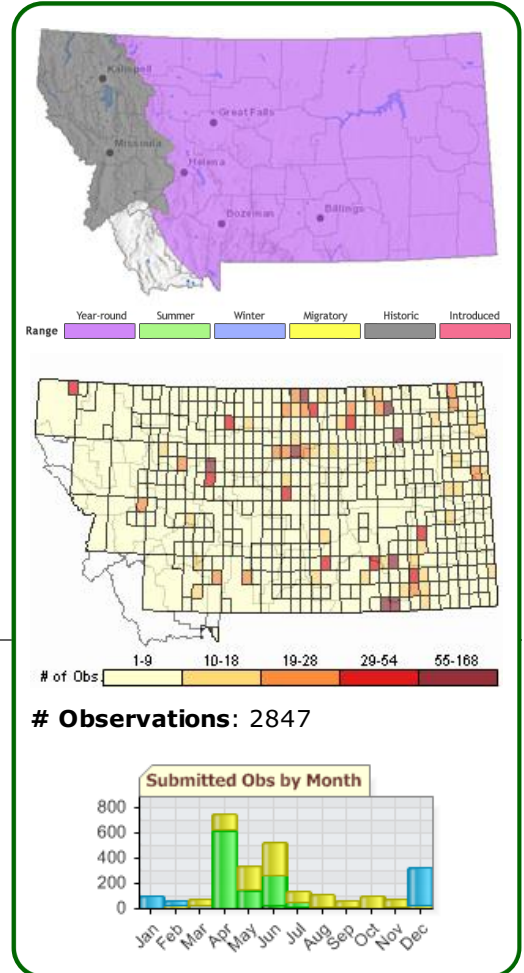 Kalispell
Great Falls
Missoula
Helena
Bozeman
Billings
Year-round Summer Winter Migratory Historic Introduced
Range
1-9 10-18 19-28 29-54 55-168
# of Obs.
# Observations: 2847
Submitted Obs by Month
800
600
400
200
0
Jan Feb Mar Apr May Jun Jul Aug Sep Oct Nov Dec